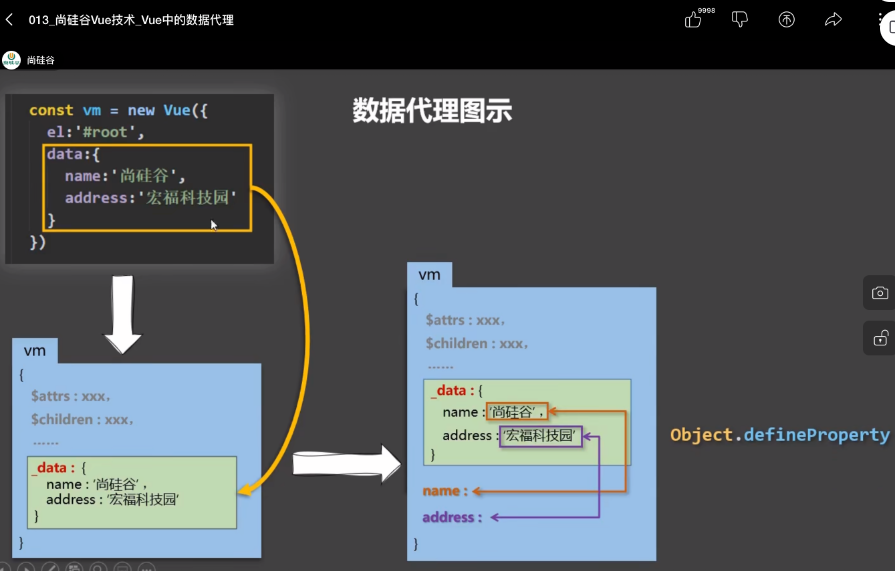 013_尚硅谷Vue技术_Vue中的数据代理
9998
尚硅谷
数据代理图示
const vm = new Vue({
el:'#root',
data:{
name:'尚硅谷',
address:'宏福科技园'
}
})
vm
{
$attrs : xxx,
$children : xxx,
......
_data : {
name : '尚硅谷' ,
address : '宏福科技园'
}
}
vm
{
$attrs : xxx,
$children : xxx,
......
_data : {
name : '尚硅谷' ,
address : '宏福科技园'
}
name :
address :
}
Object.defineProperty